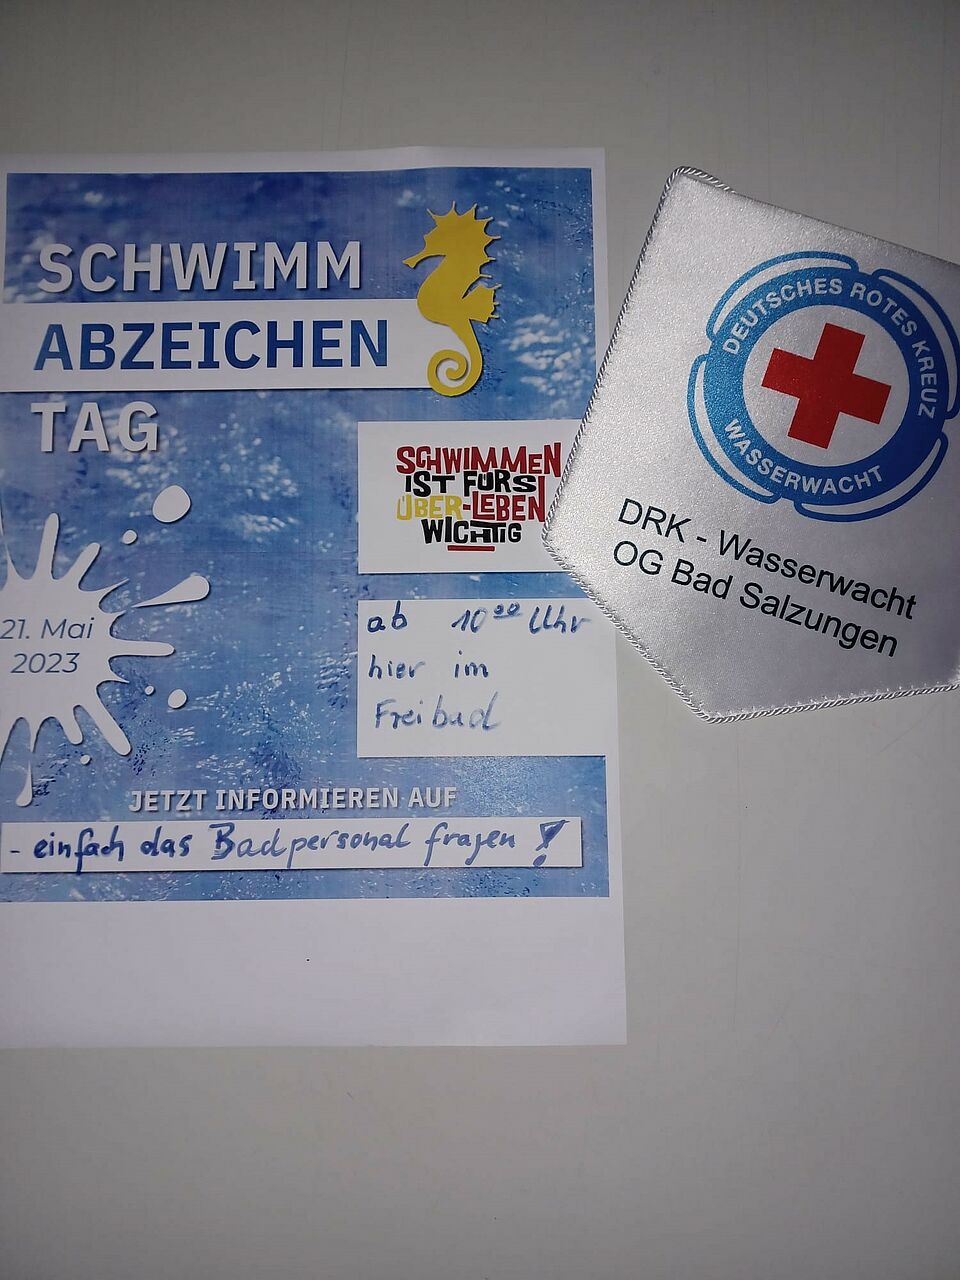 SCHWIMM
ABZEICHEN
TAG
SCHWIMMEN
IST FÜRS
ÜBER-LEBEN
WICHTIG
21. Mai
2023
ab 10⁰⁰ Uhr
hier im
Freibad
JETZT INFORMIEREN AUF
- einfach das Badpersonal fragen !
DEUTSCHES ROTES KREUZ
WASSERWACHT
DRK - Wasserwacht
OG Bad Salzungen